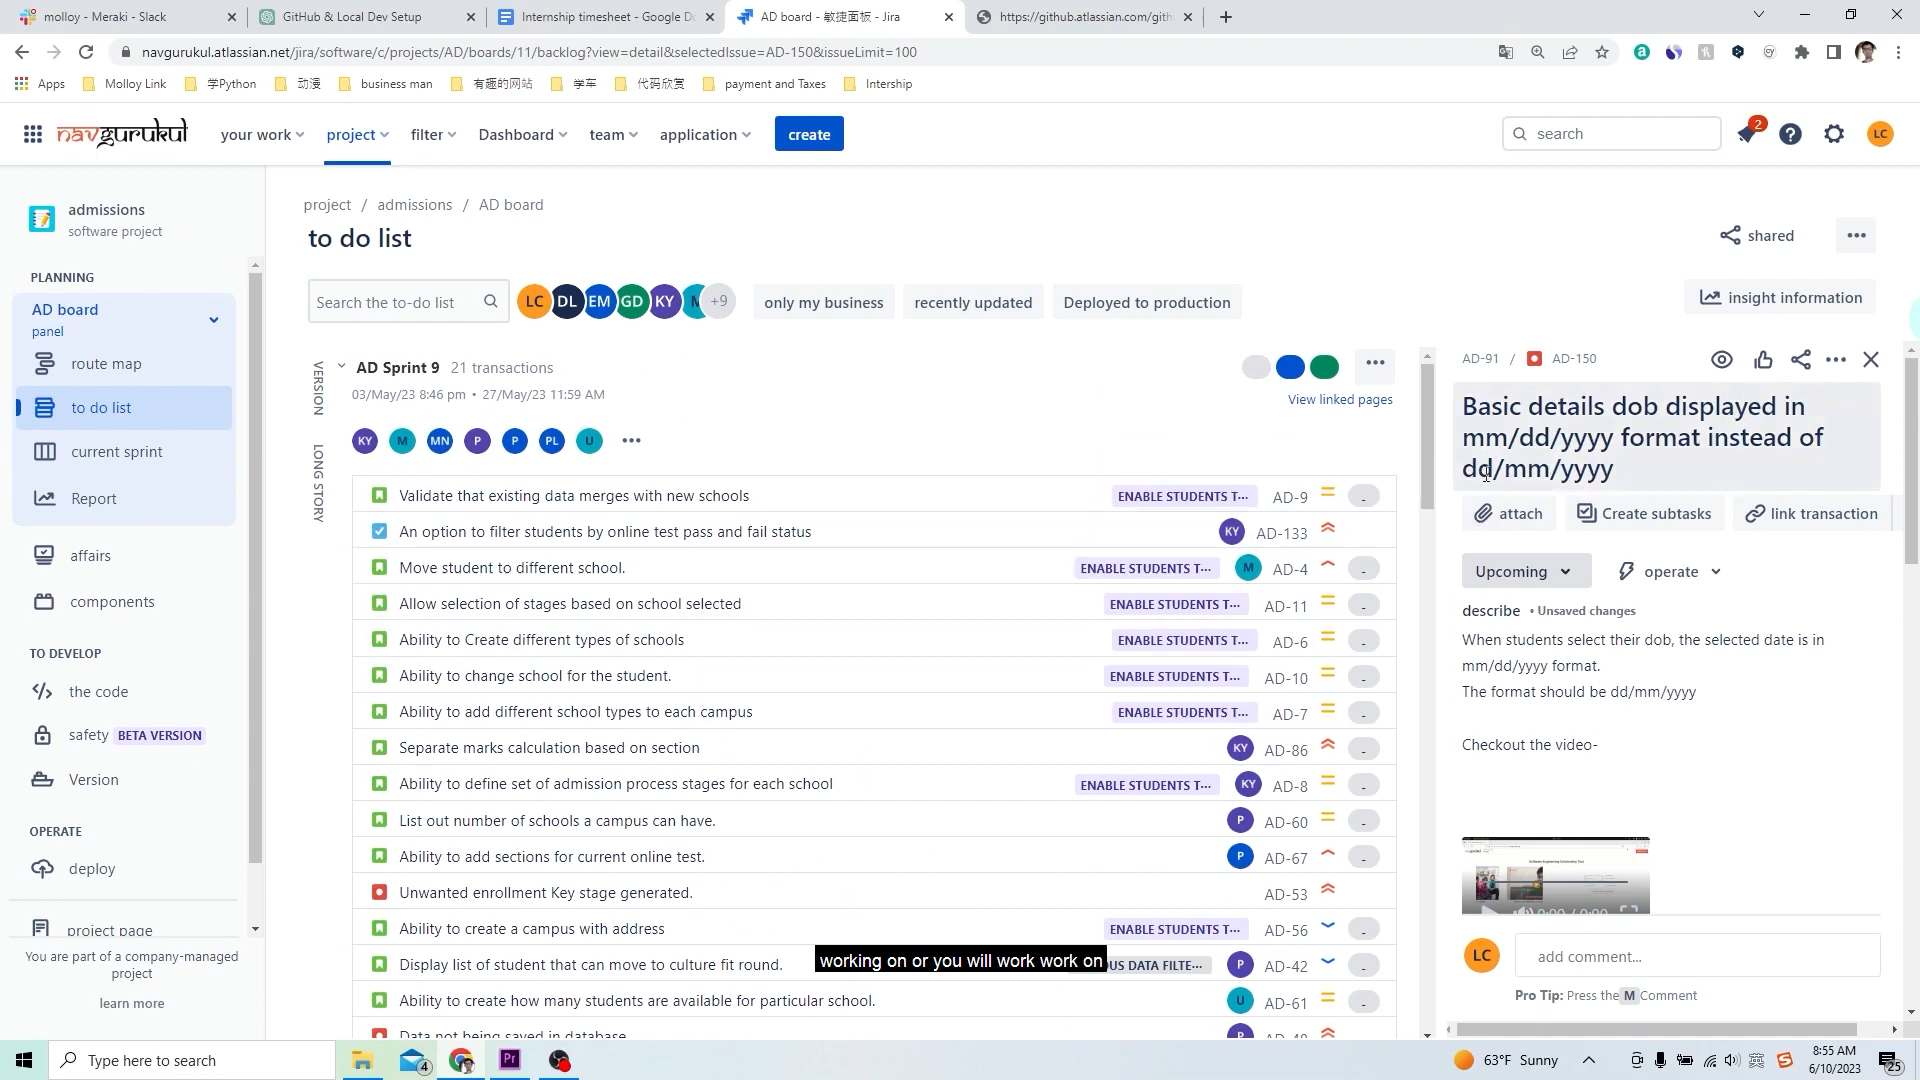 molloy - Meraki - Slack
GitHub & Local Dev Setup
Internship timesheet - Google Do
AD board - 敏捷面板 - Jira
https://github.atlassian.com/gith
navgurukul.atlassian.net/jira/software/c/projects/AD/boards/11/backlog?view=detail&selectedIssue=AD-150&issueLimit=100
Apps
Molloy Link
学Python
动漫
business man
有趣的网站
学车
代码欣赏
payment and Taxes
Intership
navgurukul
your work
project
filter
Dashboard
team
application
create
search
2
LC
admissions
software project
PLANNING
AD board
panel
route map
to do list
current sprint
Report
affairs
components
TO DEVELOP
the code
safety BETA VERSION
Version
OPERATE
deploy
project page
You are part of a company-managed
project
learn more
project / admissions / AD board
to do list
shared
Search the to-do list
LC DL EM GD KY +9
only my business
recently updated
Deployed to production
insight information
VERSION
LONG STORY
AD Sprint 9 21 transactions
03/May/23 8:46 pm • 27/May/23 11:59 AM
View linked pages
KY M MN P P PL U
Validate that existing data merges with new schools ENABLE STUDENTS T... AD-9 -
An option to filter students by online test pass and fail status KY AD-133
Move student to different school. ENABLE STUDENTS T... M AD-4 -
Allow selection of stages based on school selected ENABLE STUDENTS T... AD-11 -
Ability to Create different types of schools ENABLE STUDENTS T... AD-6 -
Ability to change school for the student. ENABLE STUDENTS T... AD-10 -
Ability to add different school types to each campus ENABLE STUDENTS T... AD-7 -
Separate marks calculation based on section KY AD-86 -
Ability to define set of admission process stages for each school ENABLE STUDENTS T... KY AD-8 -
List out number of schools a campus can have. P AD-60 -
Ability to add sections for current online test. P AD-67 -
Unwanted enrollment Key stage generated. AD-53
Ability to create a campus with address ENABLE STUDENTS T... AD-56 -
Display list of student that can move to culture fit round. OUS DATA FILTE... P AD-42 -
Ability to create how many students are available for particular school. U AD-61 -
Data not being saved in database P AD-48
working on or you will work work on
AD-91 / AD-150
Basic details dob displayed in
mm/dd/yyyy format instead of
dd/mm/yyyy
attach
Create subtasks
link transaction
Upcoming
operate
describe • Unsaved changes
When students select their dob, the selected date is in
mm/dd/yyyy format.
The format should be dd/mm/yyyy
Checkout the video-
0:00 / 0:00
LC
add comment...
Pro Tip: Press the M Comment
Type here to search
4
Pr
63°F Sunny
英
8:55 AM
6/10/2023
25